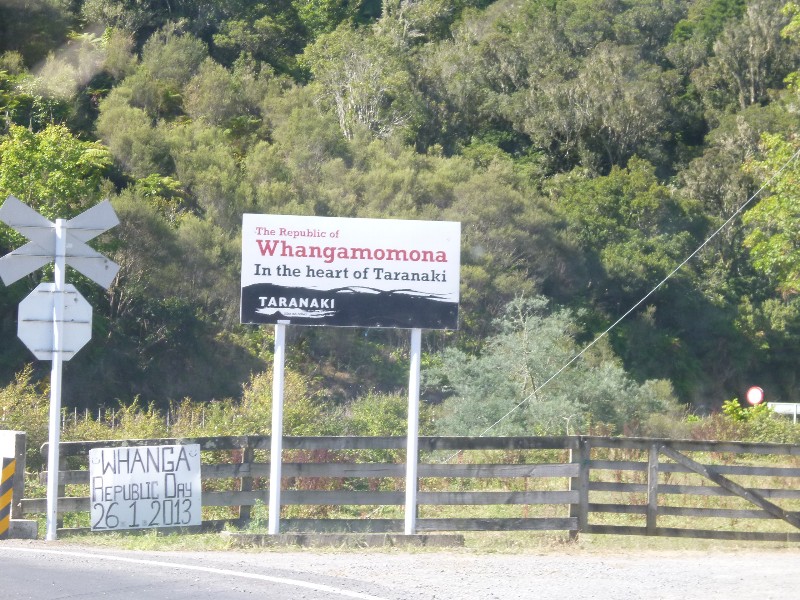 The Republic of
Whangamomona
In the heart of Taranaki
TARANAKI
WHANGA
REPUBLIC DAY
26.1.2013